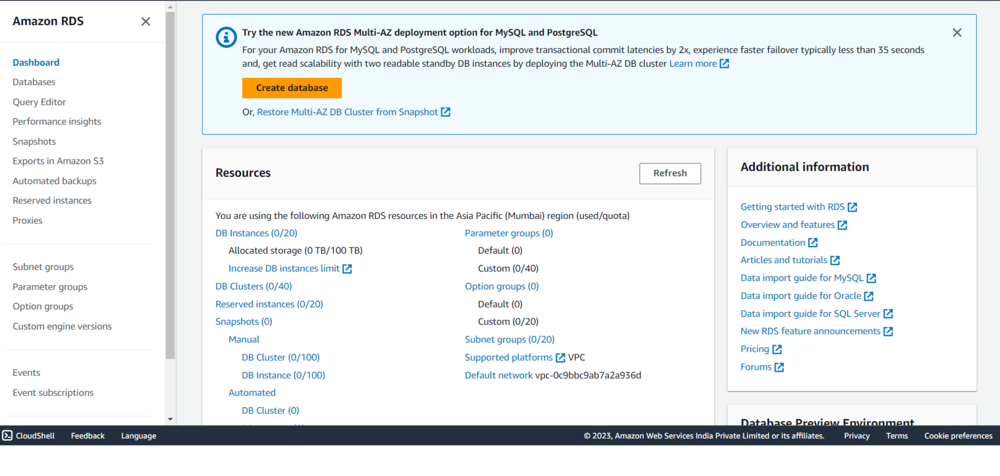 Amazon RDS
Dashboard
Databases
Query Editor
Performance insights
Snapshots
Exports in Amazon S3
Automated backups
Reserved instances
Proxies
Subnet groups
Parameter groups
Option groups
Custom engine versions
Events
Event subscriptions
Try the new Amazon RDS Multi-AZ deployment option for MySQL and PostgreSQL
For your Amazon RDS for MySQL and PostgreSQL workloads, improve transactional commit latencies by 2x, experience faster failover typically less than 35 seconds
and, get read scalability with two readable standby DB instances by deploying the Multi-AZ DB cluster Learn more
Create database
Or, Restore Multi-AZ DB Cluster from Snapshot
Resources
Refresh
You are using the following Amazon RDS resources in the Asia Pacific (Mumbai) region (used/quota)
DB Instances (0/20)
Allocated storage (0 TB/100 TB)
Increase DB instances limit
DB Clusters (0/40)
Reserved instances (0/20)
Snapshots (0)
Manual
DB Cluster (0/100)
DB Instance (0/100)
Automated
DB Cluster (0)
Parameter groups (0)
Default (0)
Custom (0/40)
Option groups (0)
Default (0)
Custom (0/20)
Subnet groups (0/20)
Supported platforms VPC
Default network vpc-0c9bbc9ab7a2a936d
Additional information
Getting started with RDS
Overview and features
Documentation
Articles and tutorials
Data import guide for MySQL
Data import guide for Oracle
Data import guide for SQL Server
New RDS feature announcements
Pricing
Forums
Database Preview Environment
CloudShell
Feedback
Language
© 2023, Amazon Web Services India Private Limited or its affiliates.
Privacy
Terms
Cookie preferences